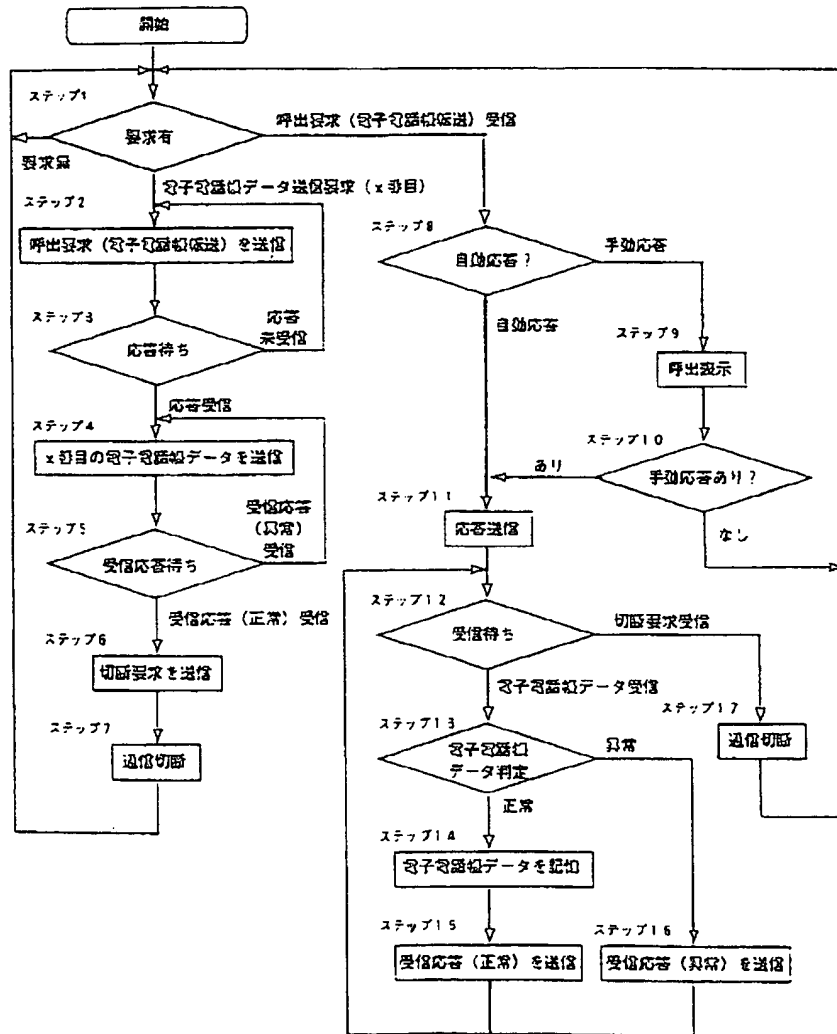 開始
ステップ1
要求有
要求無
呼出要求（電子電話帳転送）受信
電子電話帳データ送信要求（x番目）
ステップ2
呼出要求（電子電話帳転送）を送信
ステップ3
応答待ち
応答
未受信
応答受信
ステップ4
x番目の電子電話帳データを送信
ステップ5
受信応答待ち
受信応答
（異常）
受信
受信応答（正常）受信
ステップ6
切断要求を送信
ステップ7
通信切断
ステップ8
自動応答？
手動応答
自動応答
ステップ9
呼出表示
ステップ10
手動応答あり？
あり
なし
ステップ11
応答送信
ステップ12
受信待ち
切断要求受信
電子電話帳データ受信
ステップ13
電子電話帳
データ判定
異常
正常
ステップ17
通信切断
ステップ14
電子電話帳データを記憶
ステップ15
受信応答（正常）を送信
ステップ16
受信応答（異常）を送信